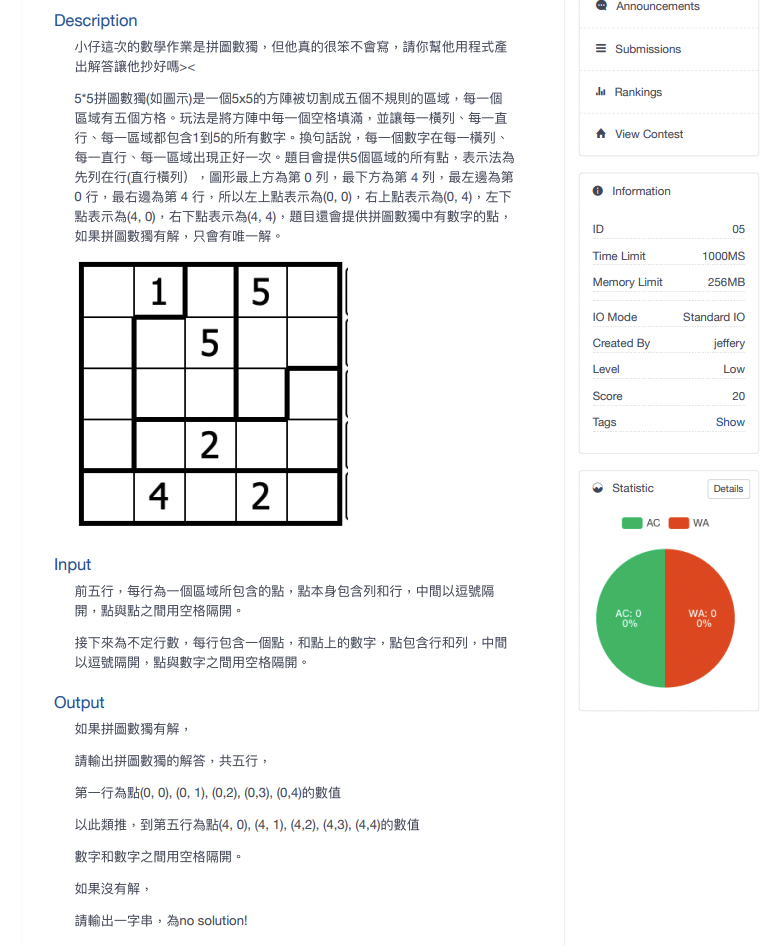 Description
小仔這次的數學作業是拼圖數獨，但他真的很笨不會寫，請你幫他用程式產
出解答讓他抄好嗎><
5*5拼圖數獨(如圖示)是一個5x5的方陣被切割成五個不規則的區域，每一個
區域有五個方格。玩法是將方陣中每一個空格填滿，並讓每一橫列、每一直
行、每一區域都包含1到5的所有數字。換句話說，每一個數字在每一橫列、
每一直行、每一區域出現正好一次。題目會提供5個區域的所有點，表示法為
先列在行(直行橫列），圖形最上方為第 0 列，最下方為第 4 列，最左邊為第
0 行，最右邊為第 4 行，所以左上點表示為(0, 0)，右上點表示為(0, 4)，左下
點表示為(4, 0)，右下點表示為(4, 4)，題目還會提供拼圖數獨中有數字的點，
如果拼圖數獨有解，只會有唯一解。
1 5
5
2
4 2
Input
前五行，每行為一個區域所包含的點，點本身包含列和行，中間以逗號隔
開，點與點之間用空格隔開。
接下來為不定行數，每行包含一個點，和點上的數字，點包含行和列，中間
以逗號隔開，點與數字之間用空格隔開。
Output
如果拼圖數獨有解，
請輸出拼圖數獨的解答，共五行，
第一行為點(0, 0), (0, 1), (0,2), (0,3), (0,4)的數值
以此類推，到第五行為點(4, 0), (4, 1), (4,2), (4,3), (4,4)的數值
數字和數字之間用空格隔開。
如果沒有解，
請輸出一字串，為no solution!
Announcements
Submissions
Rankings
View Contest
Information
ID 05
Time Limit 1000MS
Memory Limit 256MB
IO Mode Standard IO
Created By jeffery
Level Low
Score 20
Tags Show
Statistic Details
AC WA
AC: 0 WA: 0
0% 0%